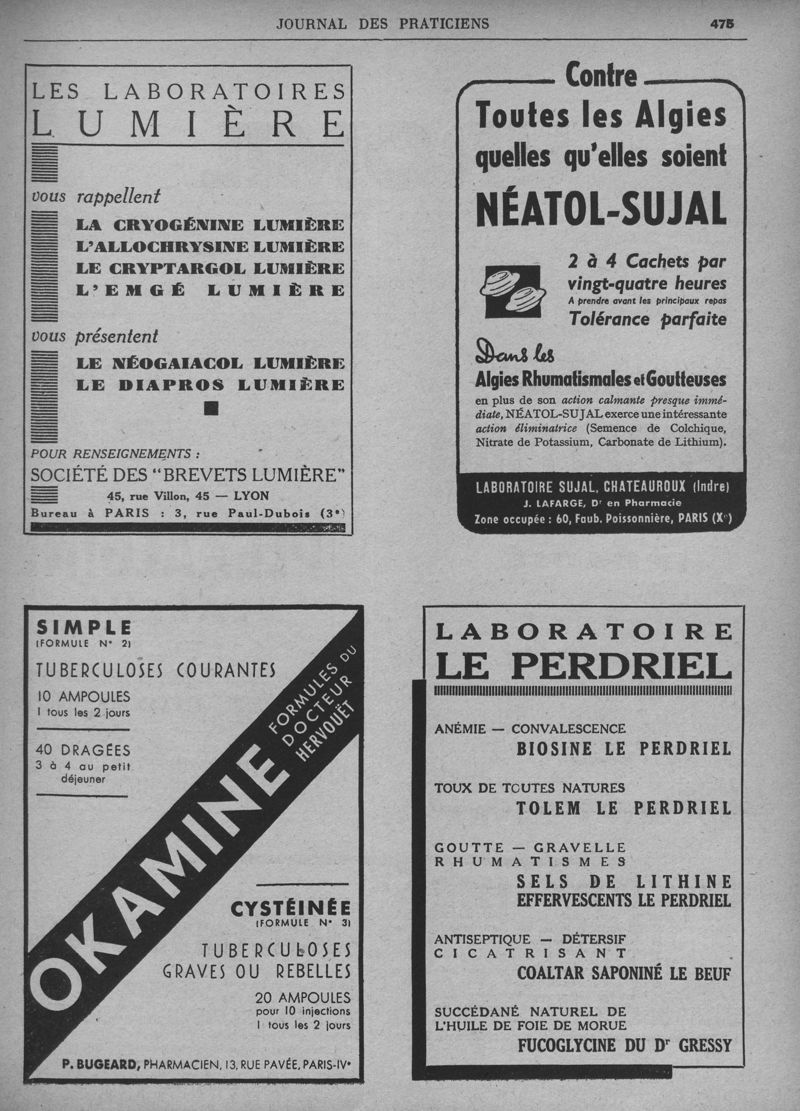 JOURNAL DES PRATICIENS 475
LES LABORATOIRES
LUMIÈRE
vous rappellent
LA CRYOGÉNINE LUMIÈRE
L'ALLOCHRYSINE LUMIÈRE
LE CRYPTARGOL LUMIÈRE
L'EMGÉ LUMIÈRE
vous présentent
LE NÉOGAIACOL LUMIÈRE
LE DIAPROS LUMIÈRE
POUR RENSEIGNEMENTS :
SOCIÉTÉ DES "BREVETS LUMIÈRE"
45, rue Villon, 45 — LYON
Bureau à PARIS : 3, rue Paul-Dubois (3e)
Contre
Toutes les Algies
quelles qu'elles soient
NÉATOL-SUJAL
2 à 4 Cachets par
vingt-quatre heures
A prendre avant les principaux repas
Tolérance parfaite
Dans les
Algies Rhumatismales et Goutteuses
en plus de son action calmante presque immé-
diate, NÉATOL-SUJAL exerce une intéressante
action éliminatrice (Semence de Colchique,
Nitrate de Potassium, Carbonate de Lithium).
LABORATOIRE SUJAL, CHATEAUROUX (Indre)
J. LAFARGE, Dr en Pharmacie
Zone occupée : 60, Faub. Poissonnière, PARIS (Xe)
SIMPLE
(FORMULE N° 2)
TUBERCULOSES COURANTES
10 AMPOULES
1 tous les 2 jours
40 DRAGÉES
3 à 4 au petit
déjeuner
OKAMINE
FORMULES DU
DOCTEUR
HERVOUËT
CYSTÉINÉE
(FORMULE N° 3)
TUBERCULOSES
GRAVES OU REBELLES
20 AMPOULES
pour 10 injections
1 tous les 2 jours
P. BUGEARD, PHARMACIEN, 13, RUE PAVÉE, PARIS-IVe
LABORATOIRE
LE PERDRIEL
ANÉMIE — CONVALESCENCE
BIOSINE LE PERDRIEL
TOUX DE TOUTES NATURES
TOLEM LE PERDRIEL
GOUTTE — GRAVELLE
RHUMATISMES
SELS DE LITHINE
EFFERVESCENTS LE PERDRIEL
ANTISEPTIQUE — DÉTERSIF
CICATRISANT
COALTAR SAPONINÉ LE BEUF
SUCCÉDANÉ NATUREL DE
L'HUILE DE FOIE DE MORUE
FUCOGLYCINE DU Dr GRESSY